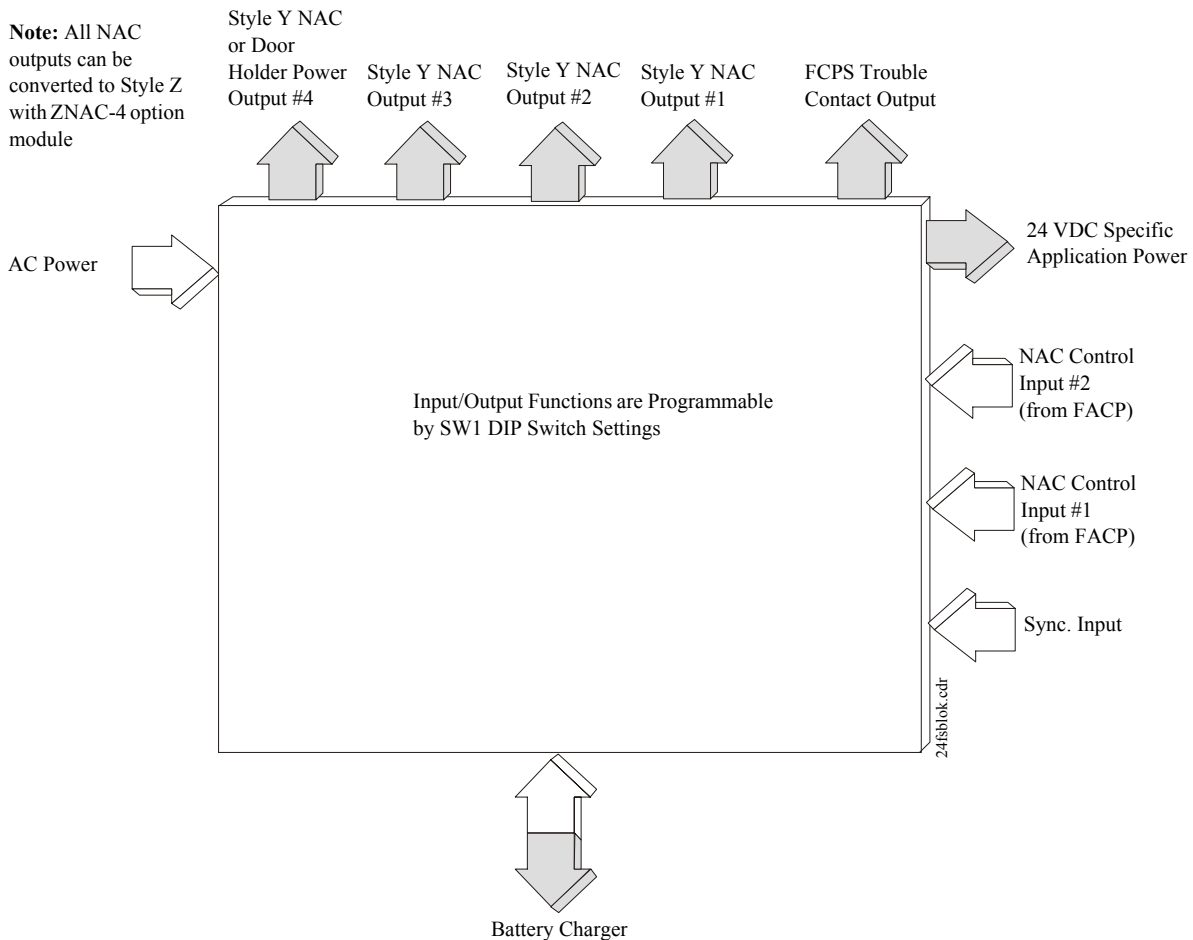 Note: All NAC
outputs can be
converted to Style Z
with ZNAC-4 option
module
Style Y NAC
or Door
Holder Power
Output #4
Style Y NAC
Output #3
Style Y NAC
Output #2
Style Y NAC
Output #1
FCPS Trouble
Contact Output
AC Power
24 VDC Specific
Application Power
NAC Control
Input #2
(from FACP)
Input/Output Functions are Programmable
by SW1 DIP Switch Settings
NAC Control
Input #1
(from FACP)
Sync. Input
24fsblok.cdr
Battery Charger